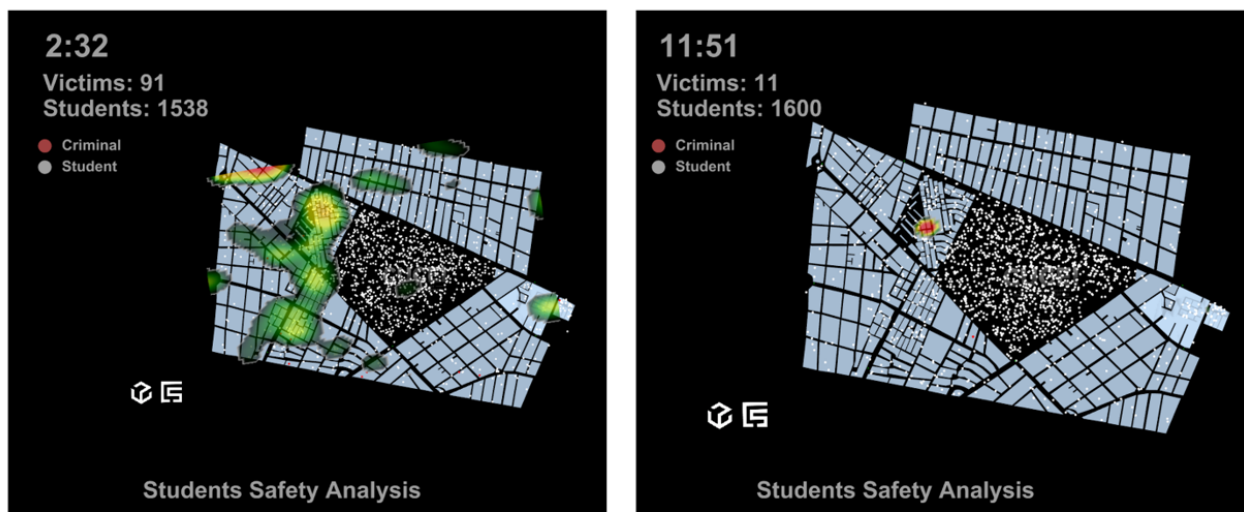 2:32
Victims: 91
Students: 1538
Criminal
Student
Students Safety Analysis
11:51
Victims: 11
Students: 1600
Criminal
Student
Students Safety Analysis